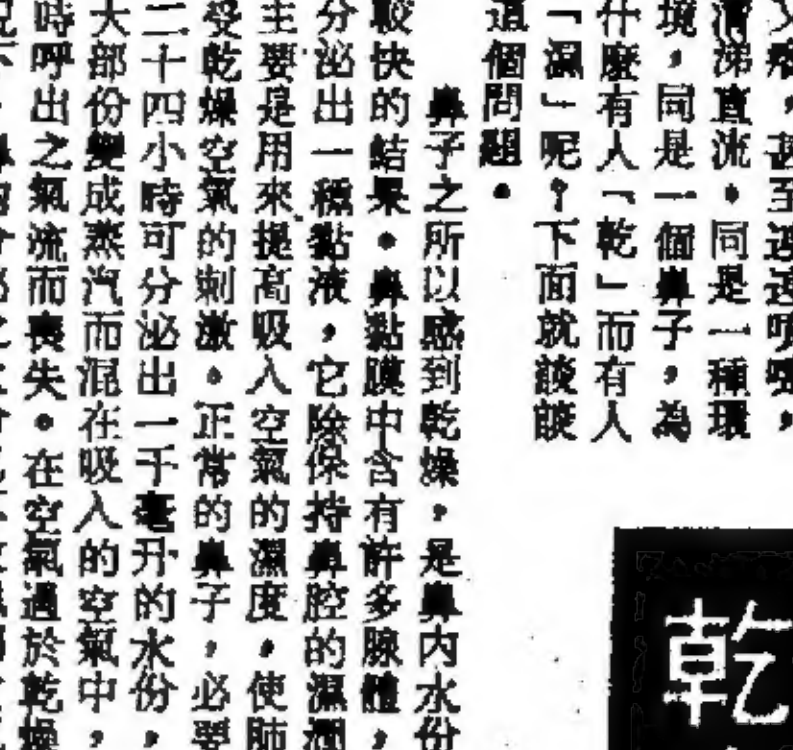 清涕直流。同是一種環
境,同是一個鼻子,為
什麼有人「乾」而有人
「濕」呢?下面就談談
這個問題。
鼻子之所以感到乾燥,是鼻內水份
較快的結果。鼻黏膜中含有許多腺體,
分泌出一種黏液,它除保持鼻腔的濕潤
主要是用來提高吸入空氣的濕度。使肺
受乾燥空氣的刺激。正常的鼻子,必要
二十四小時可分泌出一千毫升的水份,
大部份變成蒸汽而混在吸入的空氣中,
時呼出之氣流而喪失。在空氣過於乾燥
乾